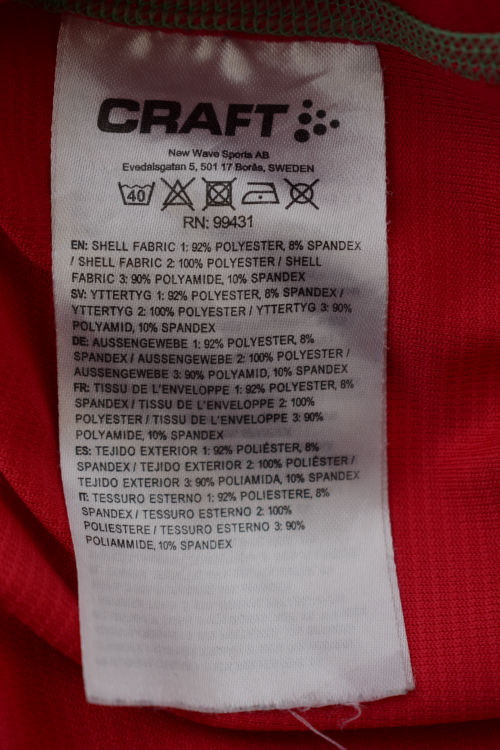 CRAFT
New Wave Sports AB
Evedalsgatan 5, 501 17 Borås, SWEDEN
40
RN: 99431
EN: SHELL FABRIC 1: 92% POLYESTER, 8% SPANDEX
/ SHELL FABRIC 2: 100% POLYESTER / SHELL
FABRIC 3: 90% POLYAMIDE, 10% SPANDEX
SV: YTTERTYG 1: 92% POLYESTER, 8% SPANDEX /
YTTERTYG 2: 100% POLYESTER / YTTERTYG 3: 90%
POLYAMID, 10% SPANDEX
DE: AUSSENGEWEBE 1: 92% POLYESTER, 8%
SPANDEX / AUSSENGEWEBE 2: 100% POLYESTER /
AUSSENGEWEBE 3: 90% POLYAMID, 10% SPANDEX
FR: TISSU DE L'ENVELOPPE 1: 92% POLYESTER, 8%
SPANDEX / TISSU DE L'ENVELOPPE 2: 100%
POLYESTER / TISSU DE L'ENVELOPPE 3: 90%
POLYAMIDE, 10% SPANDEX
ES: TEJIDO EXTERIOR 1: 92% POLIÉSTER, 8%
SPANDEX / TEJIDO EXTERIOR 2: 100% POLIÉSTER /
TEJIDO EXTERIOR 3: 90% POLIAMIDA, 10% SPANDEX
IT: TESSURO ESTERNO 1: 92% POLIESTERE, 8%
SPANDEX / TESSURO ESTERNO 2: 100%
POLIESTERE / TESSURO ESTERNO 3: 90%
POLIAMMIDE, 10% SPANDEX